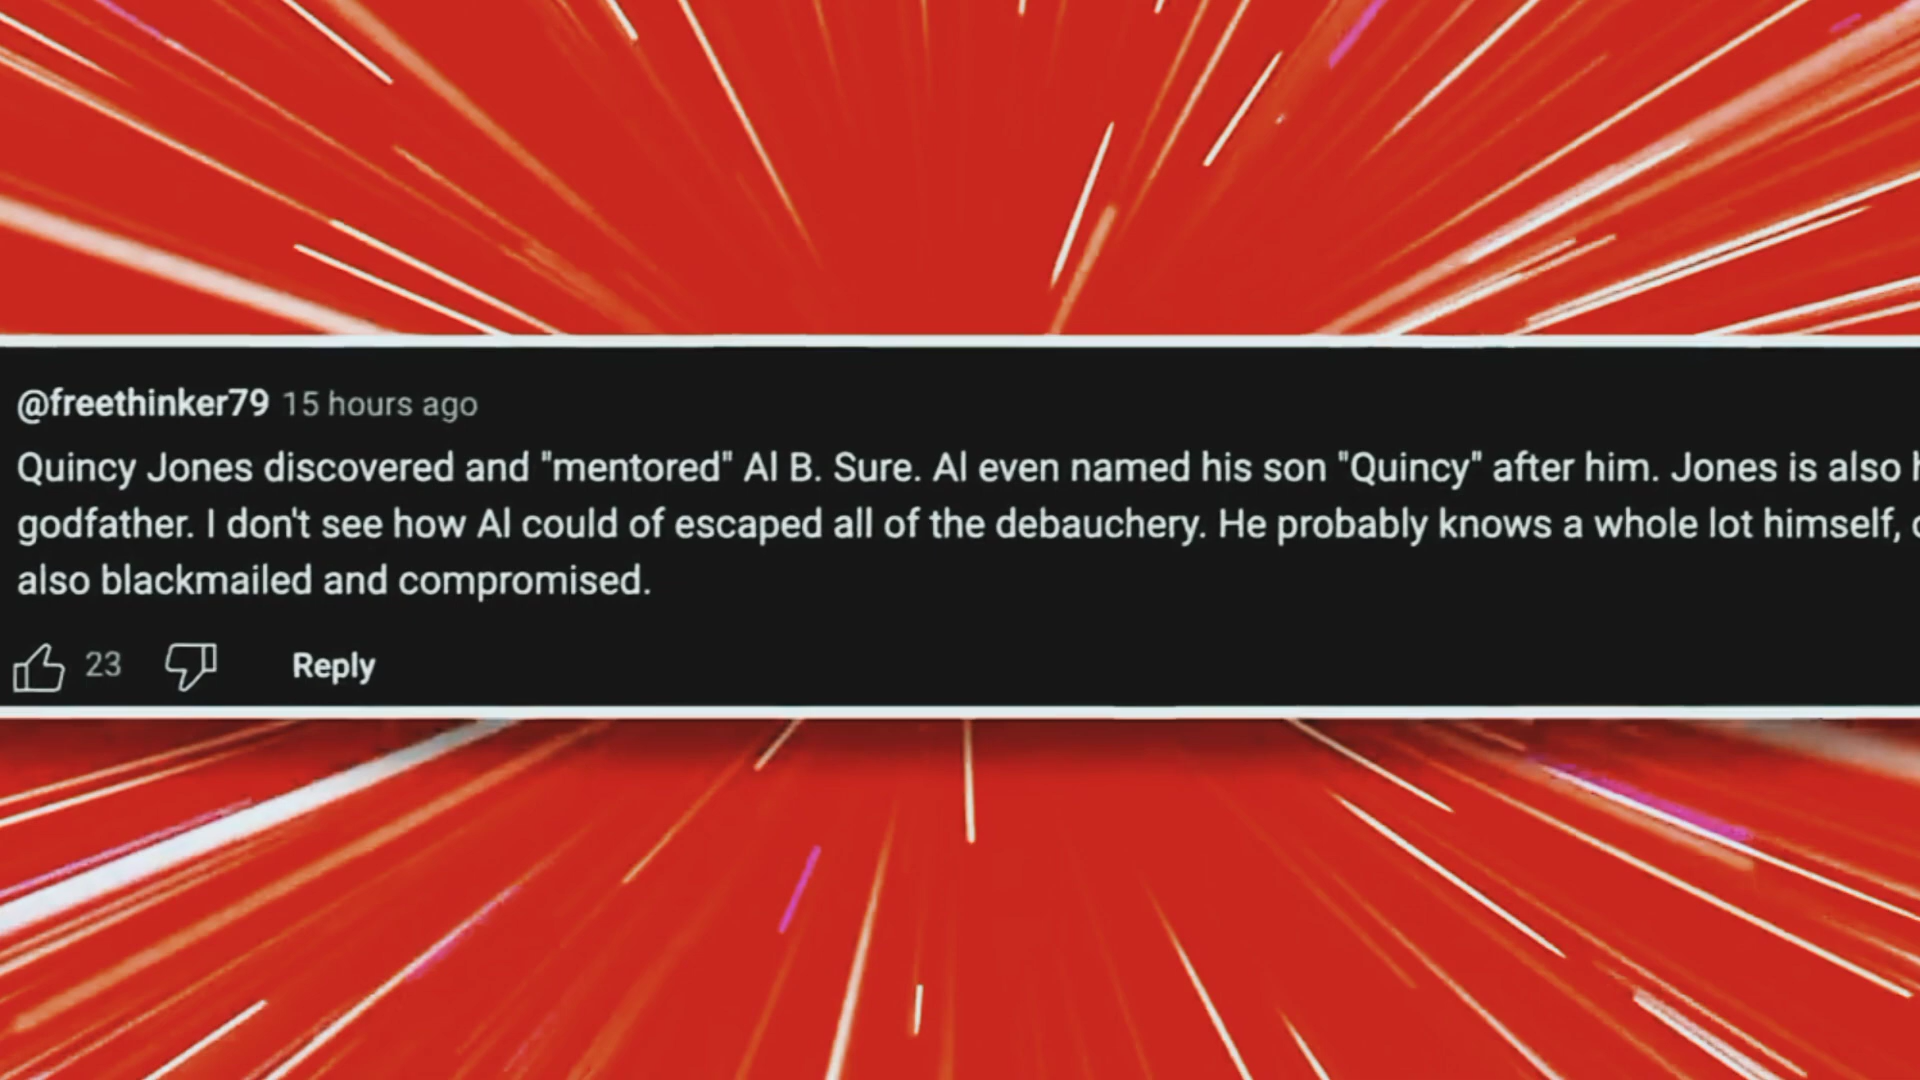 @freethinker79 15 hours ago
Quincy Jones discovered and "mentored" Al B. Sure. Al even named his son "Quincy" after him. Jones is also
godfather. I don't see how Al could of escaped all of the debauchery. He probably knows a whole lot himself,
also blackmailed and compromised.
23 Reply